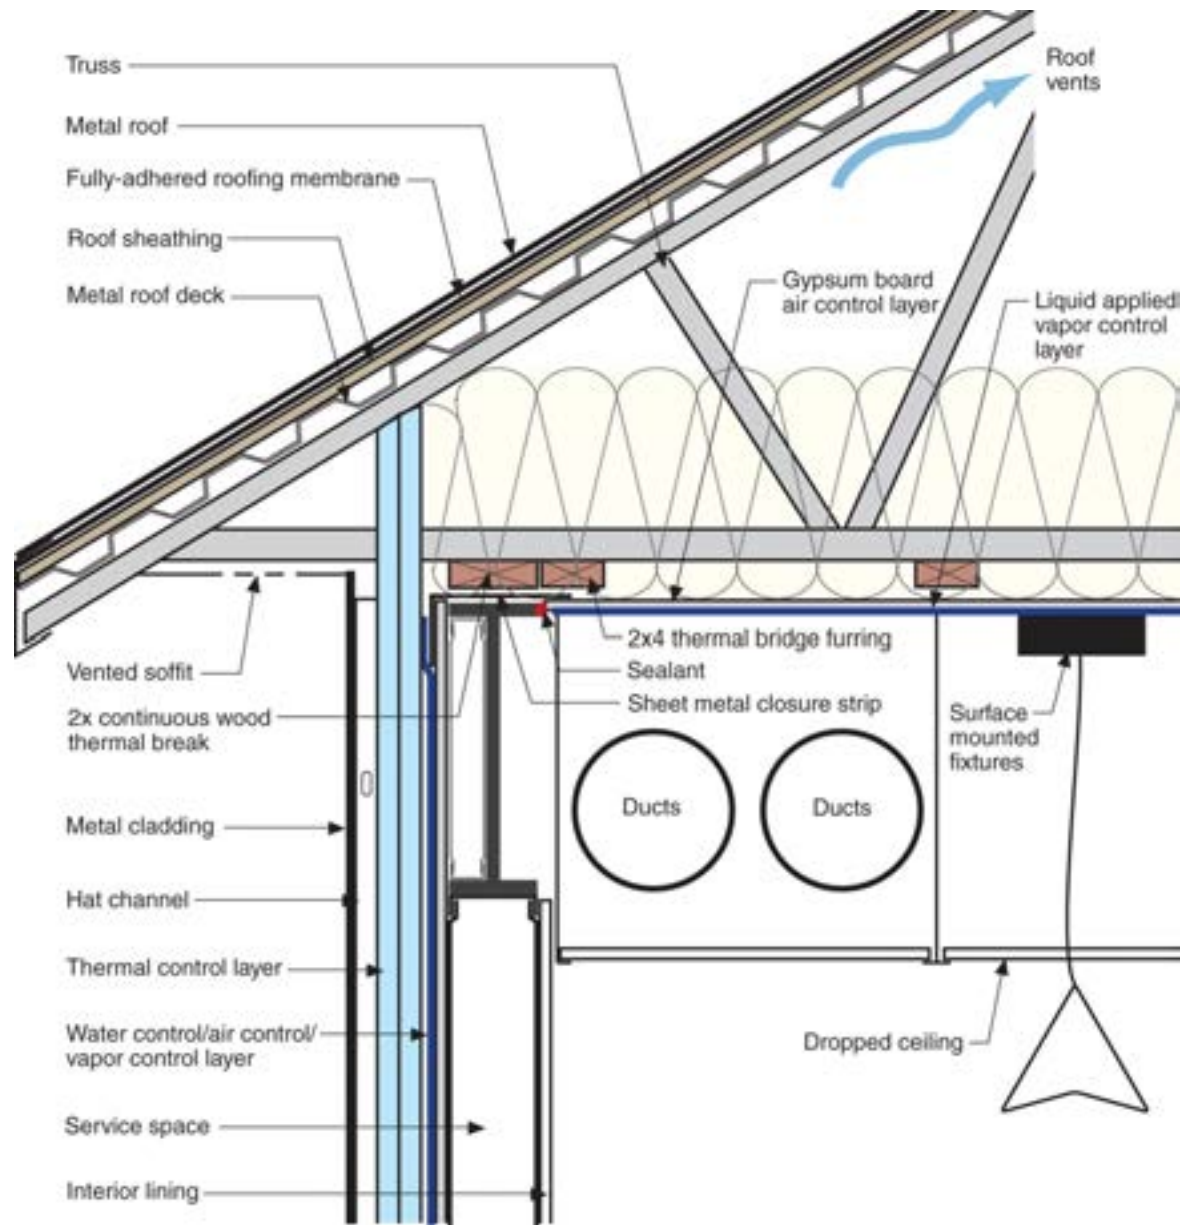 Truss
Metal roof
Fully-adhered roofing membrane
Roof sheathing
Metal roof deck
Roof
vents
Gypsum board
air control layer
Liquid applied
vapor control
layer
Vented soffit
2x continuous wood
thermal break
2x4 thermal bridge furring
Sealant
Sheet metal closure strip
Surface
mounted
fixtures
Ducts
Ducts
Metal cladding
Hat channel
Thermal control layer
Water control/air control/
vapor control layer
Dropped ceiling
Service space
Interior lining